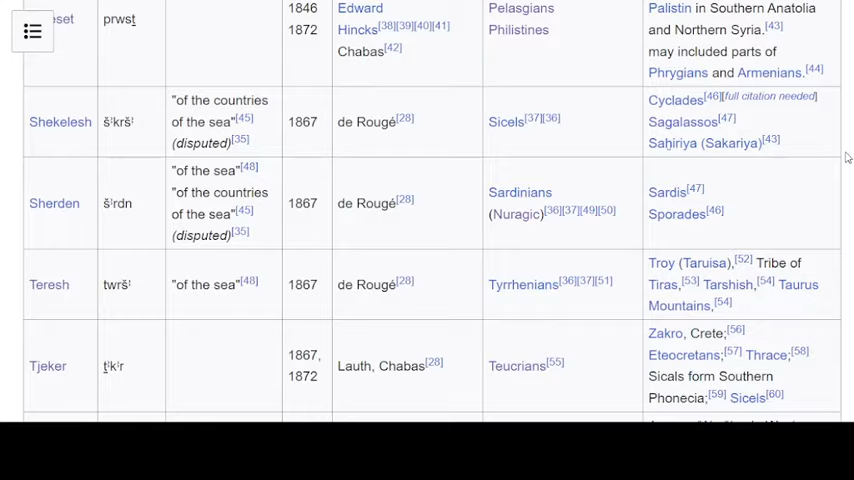 eset
prwsṯ
1846
1872
Edward
Hincks[38][39][40][41]
Chabas[42]
Pelasgians
Philistines
Palistin in Southern Anatolia
and Northern Syria.[43]
may included parts of
Phrygians and Armenians.[44]
Shekelesh
šꜣkršꜣ
"of the countries
of the sea"[45]
(disputed)[35]
1867
de Rougé[28]
Sicels[37][36]
Cyclades[46][full citation needed]
Sagalassos[47]
Saḫiriya (Sakariya)[43]
Sherden
šꜣrdn
"of the sea"[48]
"of the countries
of the sea"[45]
(disputed)[35]
1867
de Rougé[28]
Sardinians
(Nuragic)[36][37][49][50]
Sardis[47]
Sporades[46]
Teresh
twršꜣ
"of the sea"[48]
1867
de Rougé[28]
Tyrrhenians[36][37][51]
Troy (Taruisa),[52] Tribe of
Tiras,[53] Tarshish,[54] Taurus
Mountains,[54]
Tjeker
ṯꜣkꜣr
1867,
1872
Lauth, Chabas[28]
Teucrians[55]
Zakro, Crete;[56]
Eteocretans;[57] Thrace;[58]
Sicals form Southern
Phonecia;[59] Sicels[60]